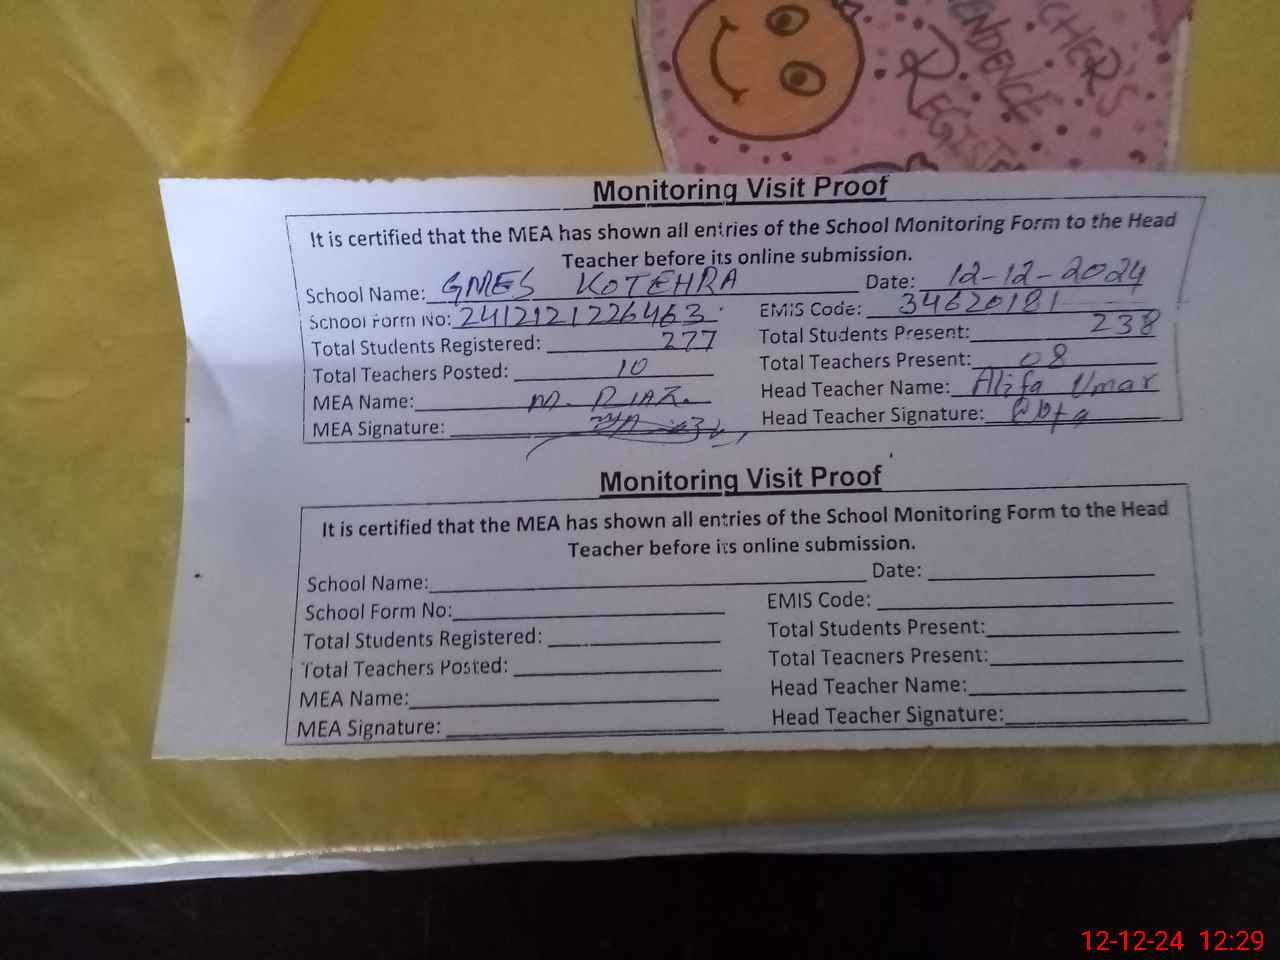 TEACHER'S
ATTENDENCE
REGISTER
Monitoring Visit Proof
It is certified that the MEA has shown all entries of the School Monitoring Form to the Head
Teacher before its online submission.
School Name: GMES KOTEHRA Date: 12-12-2024
School Form No: 2412121226463 EMIS Code: 34620181
Total Students Registered: 277 Total Students Present: 238
Total Teachers Posted: 10 Total Teachers Present: 08
MEA Name: M. RIAZ Head Teacher Name: Alifa Umar
MEA Signature: Head Teacher Signature:
Monitoring Visit Proof
It is certified that the MEA has shown all entries of the School Monitoring Form to the Head
Teacher before its online submission.
School Name: Date:
School Form No: EMIS Code:
Total Students Registered: Total Students Present:
Total Teachers Posted: Total Teachers Present:
MEA Name: Head Teacher Name:
MEA Signature: Head Teacher Signature:
12-12-24 12:29